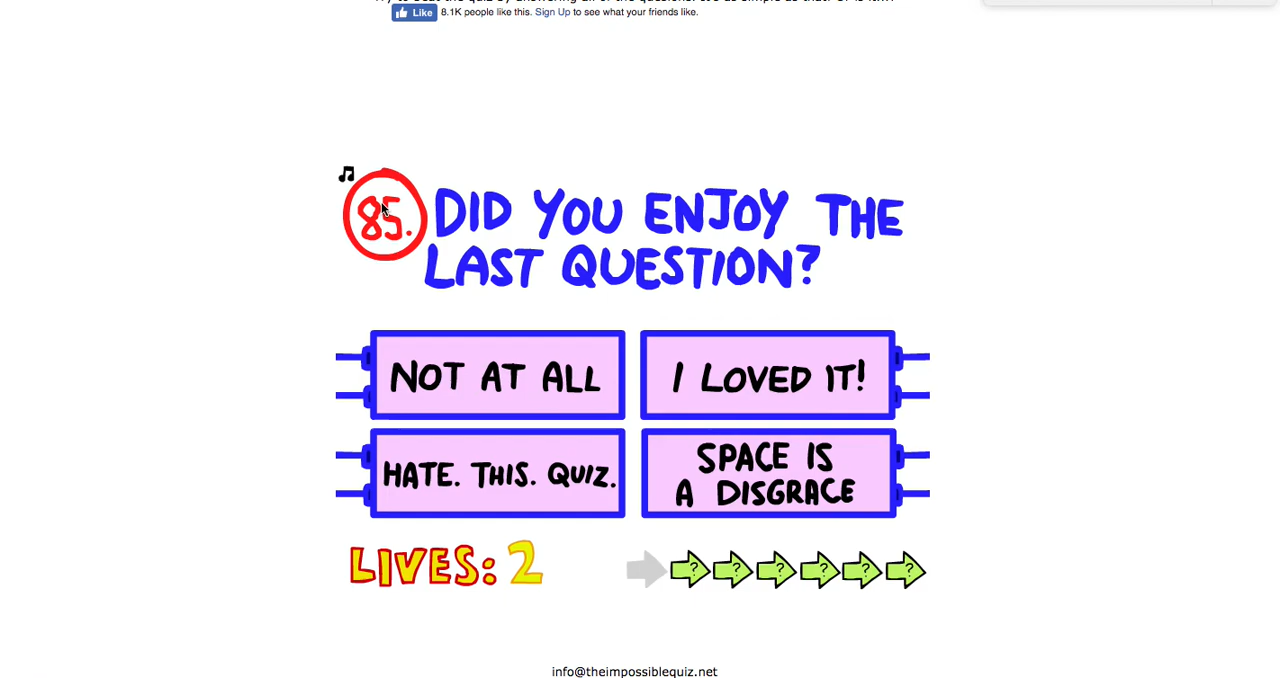 Like 8.1K people like this. Sign Up to see what your friends like.
85. DID YOU ENJOY THE
LAST QUESTION?
NOT AT ALL
I LOVED IT!
HATE. THIS. QUIZ.
SPACE IS
A DISGRACE
LIVES: 2
? ? ? ? ? ?
info@theimpossiblequiz.net